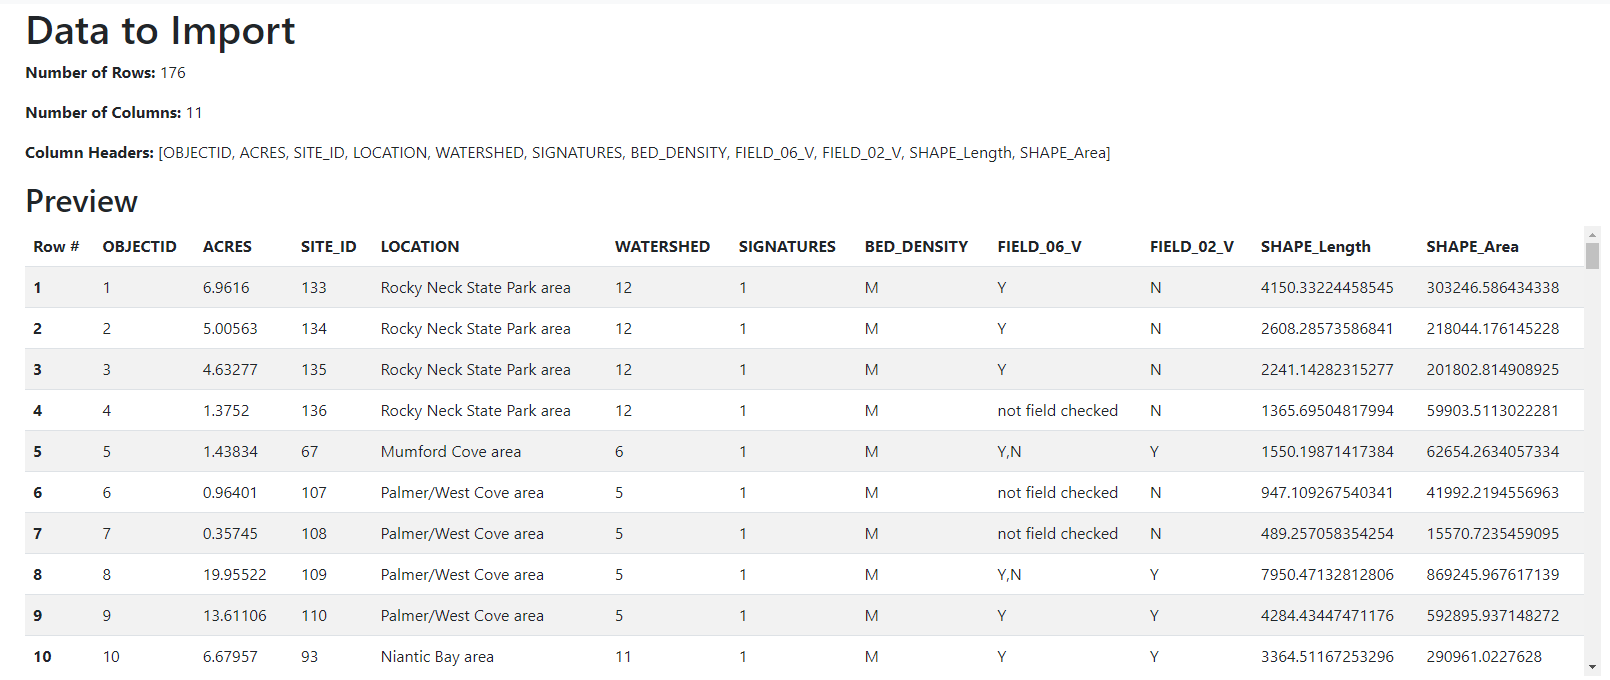 Data to Import
Number of Rows: 176
Number of Columns: 11
Column Headers: [OBJECTID, ACRES, SITE_ID, LOCATION, WATERSHED, SIGNATURES, BED_DENSITY, FIELD_06_V, FIELD_02_V, SHAPE_Length, SHAPE_Area]
Preview
Row # OBJECTID ACRES SITE_ID LOCATION WATERSHED SIGNATURES BED_DENSITY FIELD_06_V FIELD_02_V SHAPE_Length SHAPE_Area
1 1 6.9616 133 Rocky Neck State Park area 12 1 M Y N 4150.33224458545 303246.586434338
2 2 5.00563 134 Rocky Neck State Park area 12 1 M Y N 2608.28573586841 218044.176145228
3 3 4.63277 135 Rocky Neck State Park area 12 1 M Y N 2241.14282315277 201802.814908925
4 4 1.3752 136 Rocky Neck State Park area 12 1 M not field checked N 1365.69504817994 59903.5113022281
5 5 1.43834 67 Mumford Cove area 6 1 M Y,N Y 1550.19871417384 62654.2634057334
6 6 0.96401 107 Palmer/West Cove area 5 1 M not field checked N 947.109267540341 41992.2194556963
7 7 0.35745 108 Palmer/West Cove area 5 1 M not field checked N 489.257058354254 15570.7235459095
8 8 19.95522 109 Palmer/West Cove area 5 1 M Y,N Y 7950.47132812806 869245.967617139
9 9 13.61106 110 Palmer/West Cove area 5 1 M Y Y 4284.43447471176 592895.937148272
10 10 6.67957 93 Niantic Bay area 11 1 M Y Y 3364.51167253296 290961.0227628